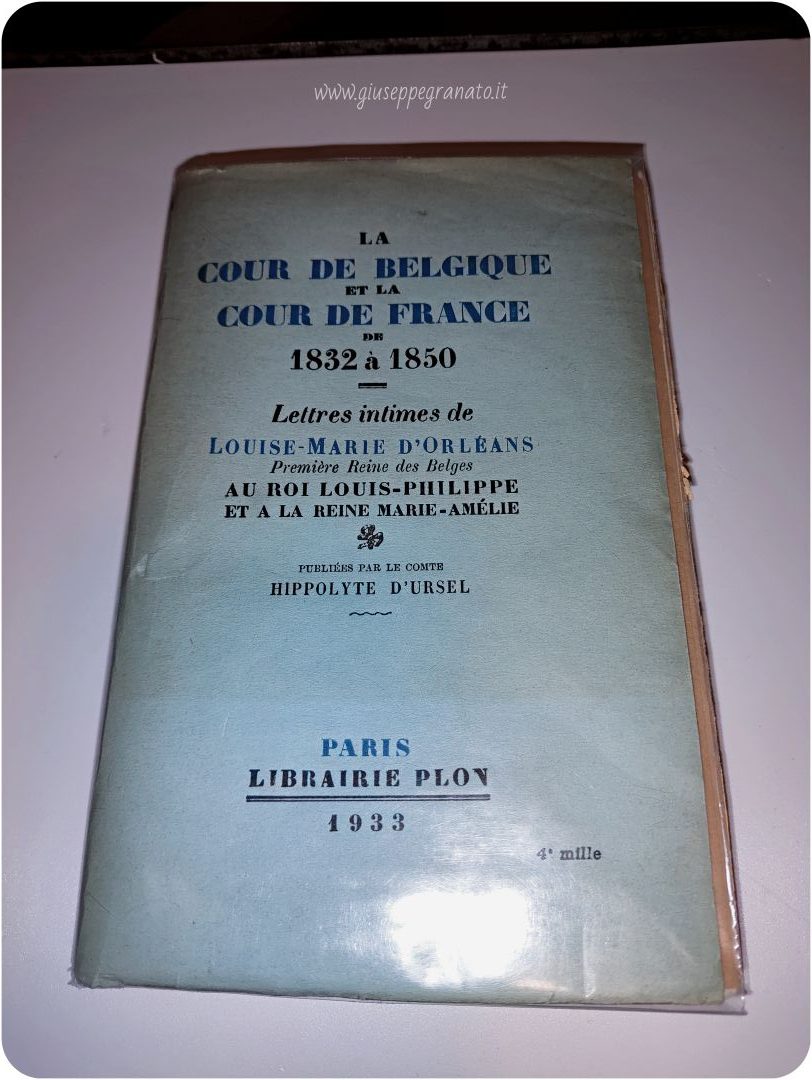 www.giuseppegranato.it
LA
COUR DE BELGIQUE
ET LA
COUR DE FRANCE
DE
1832 à 1850
Lettres intimes de
LOUISE-MARIE D'ORLÉANS
Première Reine des Belges
AU ROI LOUIS-PHILIPPE
ET A LA REINE MARIE-AMÉLIE
PUBLIÉES PAR LE COMTE
HIPPOLYTE D'URSEL
PARIS
LIBRAIRIE PLON
1933
4e mille